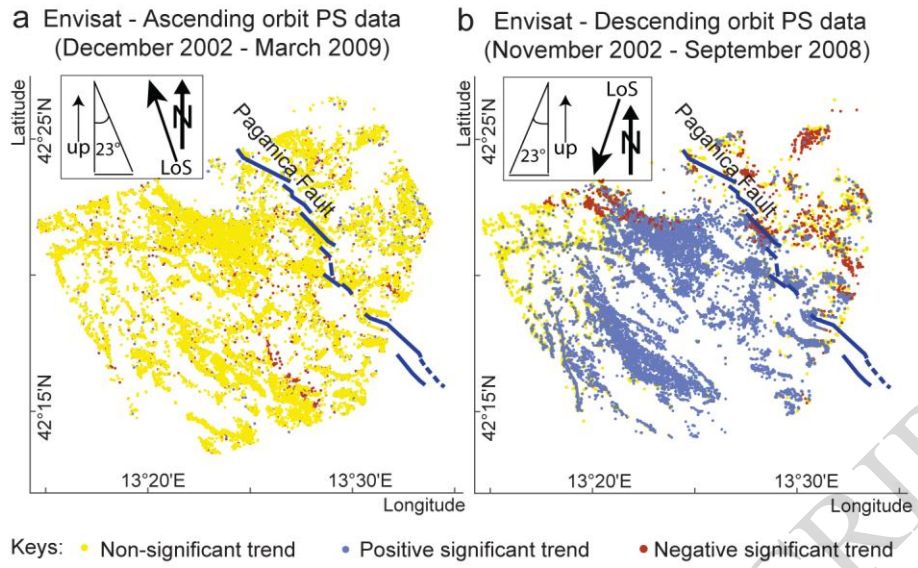 a Envisat - Ascending orbit PS data
(December 2002 - March 2009)
b Envisat - Descending orbit PS data
(November 2002 - September 2008)
Latitude
42°25'N
42°15'N
up
23°
LoS
N
Paganica Fault
13°20'E
13°30'E
Longitude
Latitude
42°25'N
42°15'N
23°
up
LoS
N
Paganica Fault
13°20'E
13°30'E
Longitude
Keys: Non-significant trend Positive significant trend Negative significant trend